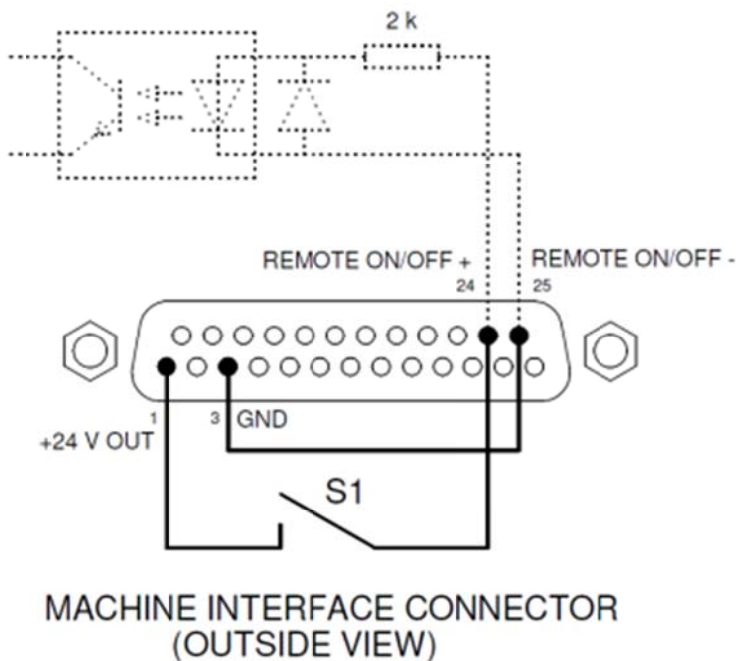 2 k
REMOTE ON/OFF +
REMOTE ON/OFF -
24
25
1
3
GND
+24 V OUT
S1
MACHINE INTERFACE CONNECTOR
(OUTSIDE VIEW)